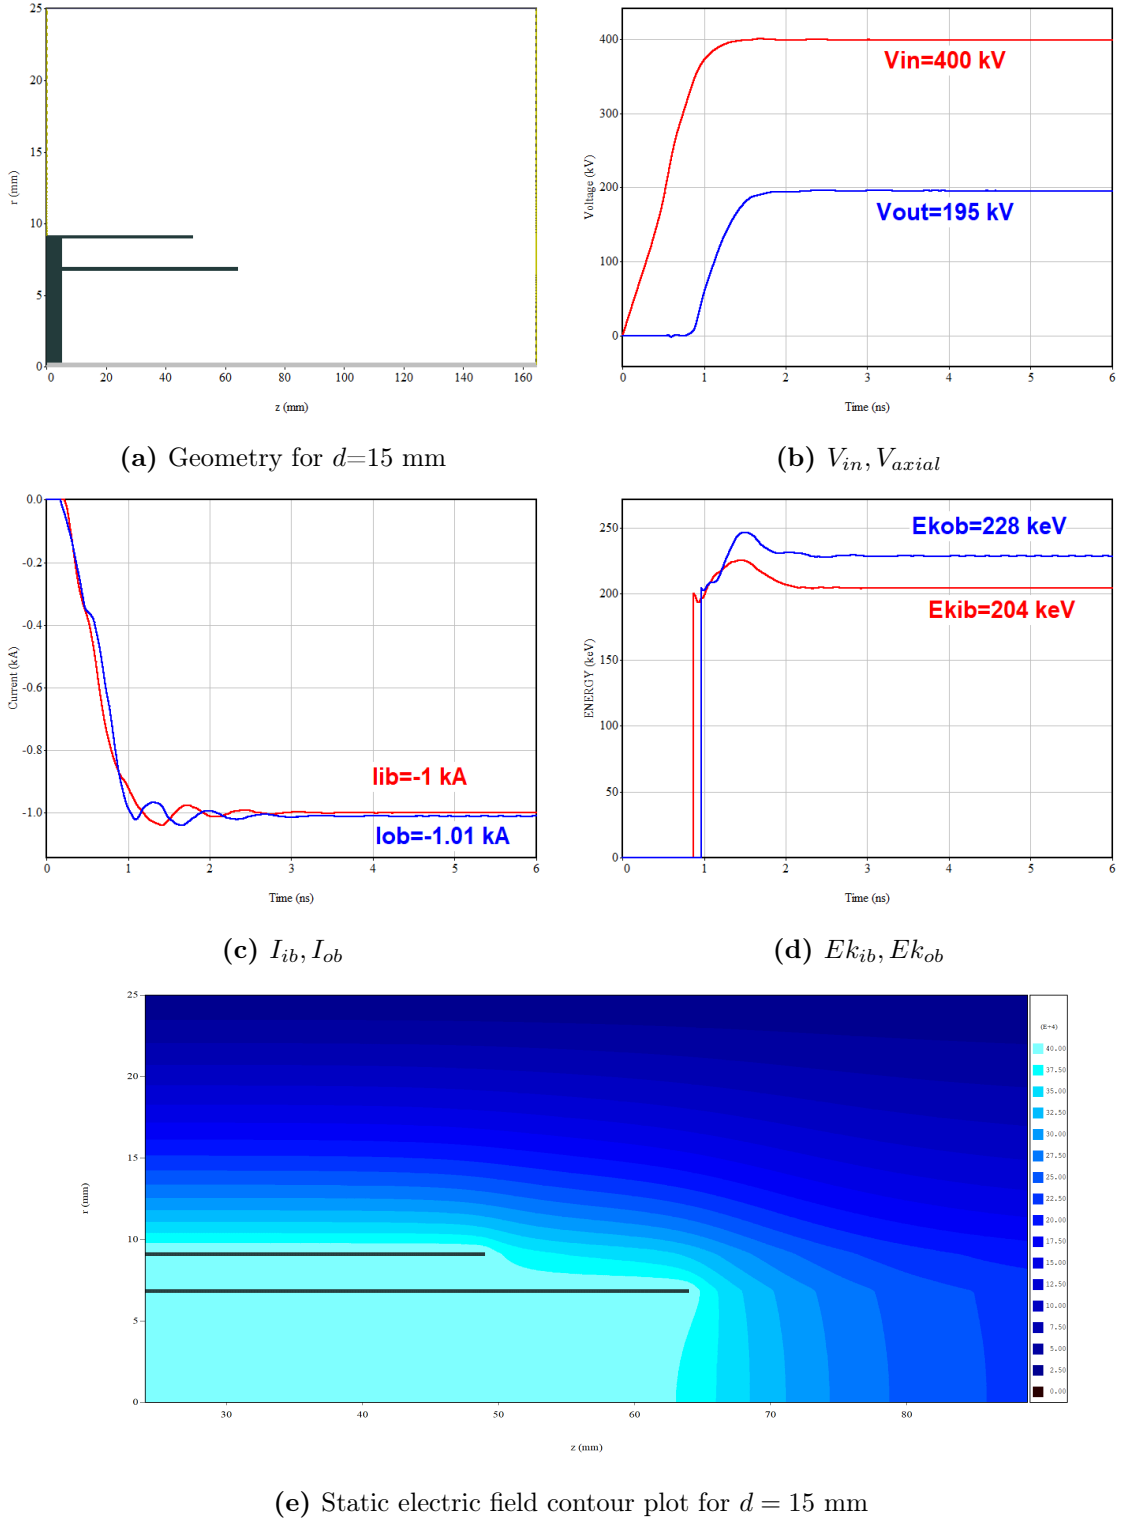 25
20
15
10
5
0
r (mm)
0 20 40 60 80 100 120 140 160
z (mm)
(a) Geometry for d=15 mm
400
300
200
100
0
Voltage (kV)
Vin=400 kV
Vout=195 kV
0 1 2 3 4 5 6
Time (ns)
(b) V_in, V_axial
0.0
-0.2
-0.4
-0.6
-0.8
-1.0
Current (kA)
Iib=-1 kA
Iob=-1.01 kA
0 1 2 3 4 5 6
Time (ns)
(c) I_ib, I_ob
250
200
150
100
50
0
ENERGY (keV)
Ekob=228 keV
Ekib=204 keV
0 1 2 3 4 5 6
Time (ns)
(d) Ek_ib, Ek_ob
25
20
15
10
5
0
r (mm)
30 40 50 60 70 80
z (mm)
(E+4)
40.00
37.50
35.00
32.50
30.00
27.50
25.00
22.50
20.00
17.50
15.00
12.50
10.00
7.50
5.00
2.50
0.00
(e) Static electric field contour plot for d = 15 mm